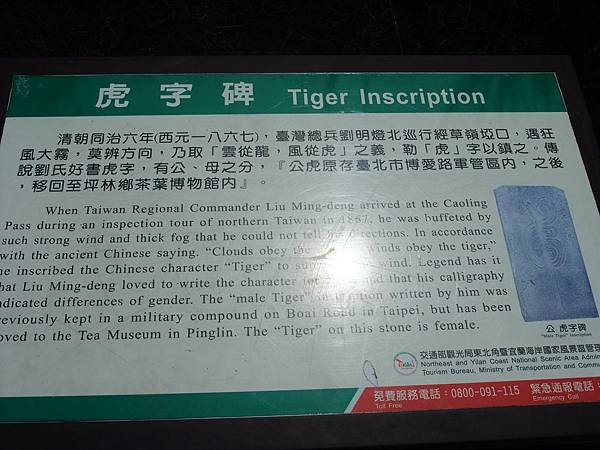 虎字碑 Tiger Inscription
清朝同治六年(西元一八六七)，臺灣總兵劉明燈北巡行經草嶺埡口，遇狂
風大霧，莫辨方向，乃取「雲從龍，風從虎」之義，勒「虎」字以鎮之。傳
說劉氏好書虎字，有公、母之分，『公虎原存臺北市博愛路軍管區內，之後
，移回至坪林鄉茶葉博物館內』。
When Taiwan Regional Commander Liu Ming-deng arrived at the Caoling
Pass during an inspection tour of northern Taiwan in 1867, he was buffeted by
such strong wind and thick fog that he could not tell directions. In accordance
with the ancient Chinese saying. “Clouds obey the winds obey the tiger,”
he inscribed the Chinese character “Tiger” to wind. Legend has it
that Liu Ming-deng loved to write the character and that his calligraphy
indicated differences of gender. The “male Tiger” written by him was
previously kept in a military compound on Boai Road in Taipei, but has been
moved to the Tea Museum in Pinglin. The “Tiger” on this stone is female.
公 虎字碑
"Male Tiger" Inscription
交通部觀光局東北角暨宜蘭海岸國家風景區管理
Northeast and Yilan Coast National Scenic Area Admin
Tourism Bureau, Ministry of Transportation and Commu
免費服務電話：0800-091-115 緊急通報電話：
Toll Free Emergency Call